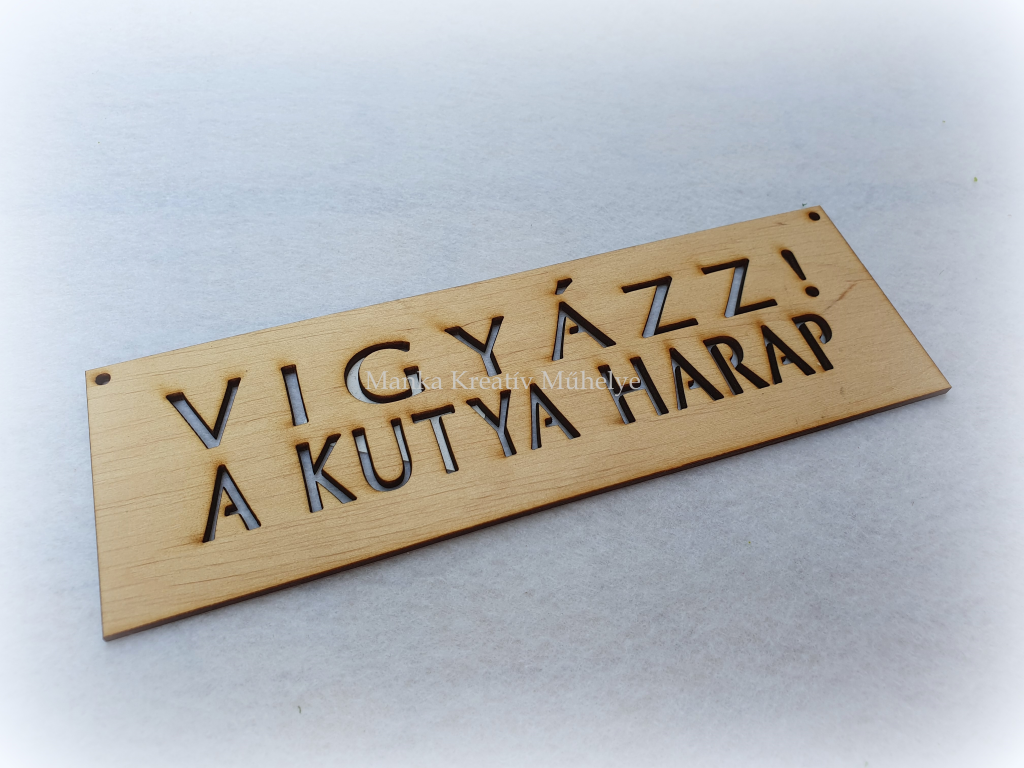 VIGYÁZZ!
Manka Kreatív Műhelye
A KUTYA HARAP